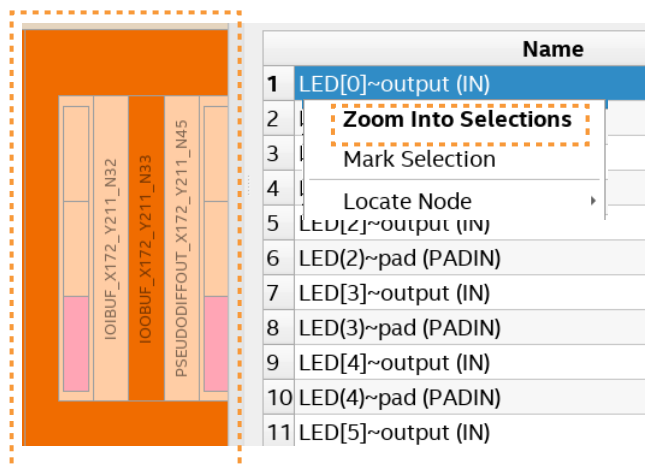 IOIBUF_X172_Y211_N32
IOOBUF_X172_Y211_N33
PSEUDODIFFOUT_X172_Y211_N45
Name
1 LED[0]~output (IN)
2
Zoom Into Selections
3
Mark Selection
4
Locate Node
5 LED[2]~output (IN)
6 LED(2)~pad (PADIN)
7 LED[3]~output (IN)
8 LED(3)~pad (PADIN)
9 LED[4]~output (IN)
10 LED(4)~pad (PADIN)
11 LED[5]~output (IN)